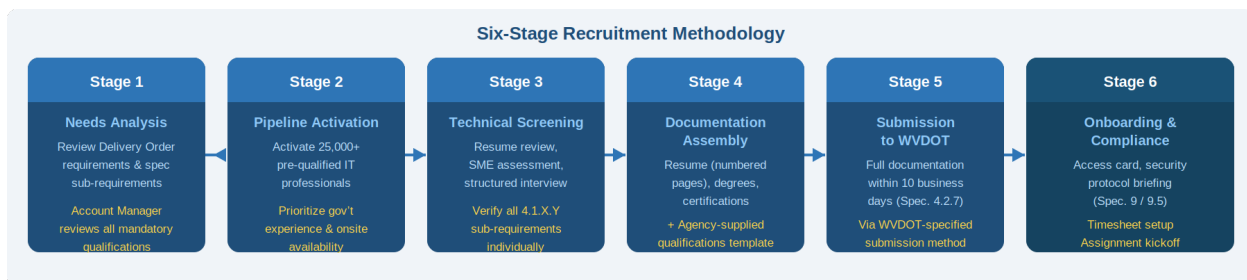 Six-Stage Recruitment Methodology
Stage 1
Needs Analysis
Review Delivery Order
requirements & spec
sub-requirements
Account Manager
reviews all mandatory
qualifications
Stage 2
Pipeline Activation
Activate 25,000+
pre-qualified IT
professionals
Prioritize gov't
experience & onsite
availability
Stage 3
Technical Screening
Resume review,
SME assessment,
structured interview
Verify all 4.1.X.Y
sub-requirements
individually
Stage 4
Documentation
Assembly
Resume (numbered
pages), degrees,
certifications
+ Agency-supplied
qualifications template
Stage 5
Submission
to WVDOT
Full documentation
within 10 business
days (Spec. 4.2.7)
Via WVDOT-specified
submission method
Stage 6
Onboarding &
Compliance
Access card, security
protocol briefing
(Spec. 9 / 9.5)
Timesheet setup
Assignment kickoff